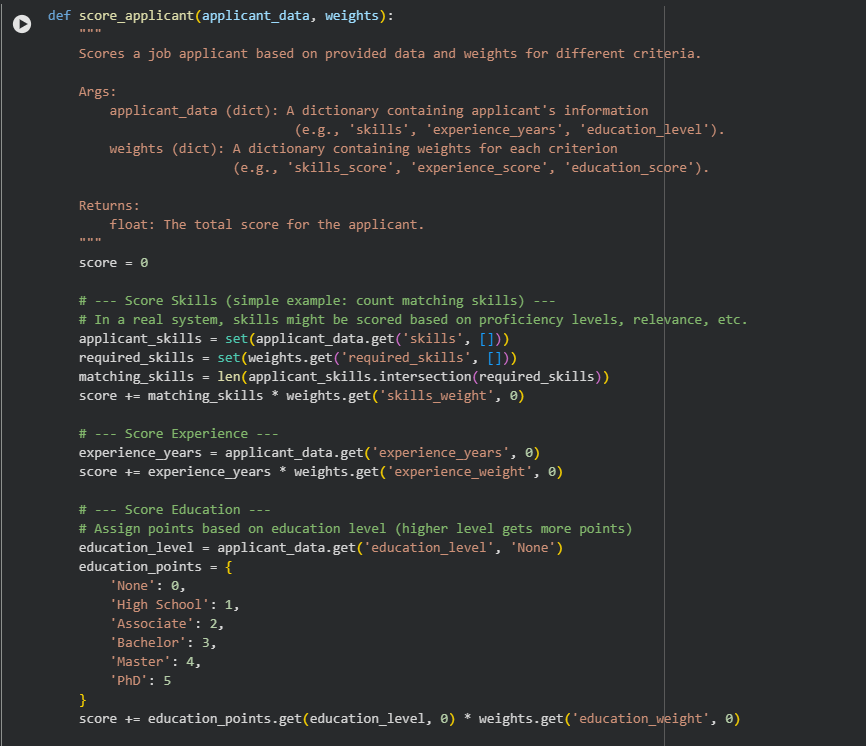 def score_applicant(applicant_data, weights):
    """
    Scores a job applicant based on provided data and weights for different criteria.

    Args:
        applicant_data (dict): A dictionary containing applicant's information
                                (e.g., 'skills', 'experience_years', 'education_level').
        weights (dict): A dictionary containing weights for each criterion
                        (e.g., 'skills_score', 'experience_score', 'education_score').

    Returns:
        float: The total score for the applicant.
    """
    score = 0

    # --- Score Skills (simple example: count matching skills) ---
    # In a real system, skills might be scored based on proficiency levels, relevance, etc.
    applicant_skills = set(applicant_data.get('skills', []))
    required_skills = set(weights.get('required_skills', []))
    matching_skills = len(applicant_skills.intersection(required_skills))
    score += matching_skills * weights.get('skills_weight', 0)

    # --- Score Experience ---
    experience_years = applicant_data.get('experience_years', 0)
    score += experience_years * weights.get('experience_weight', 0)

    # --- Score Education ---
    # Assign points based on education level (higher level gets more points)
    education_level = applicant_data.get('education_level', 'None')
    education_points = {
        'None': 0,
        'High School': 1,
        'Associate': 2,
        'Bachelor': 3,
        'Master': 4,
        'PhD': 5
    }
    score += education_points.get(education_level, 0) * weights.get('education_weight', 0)